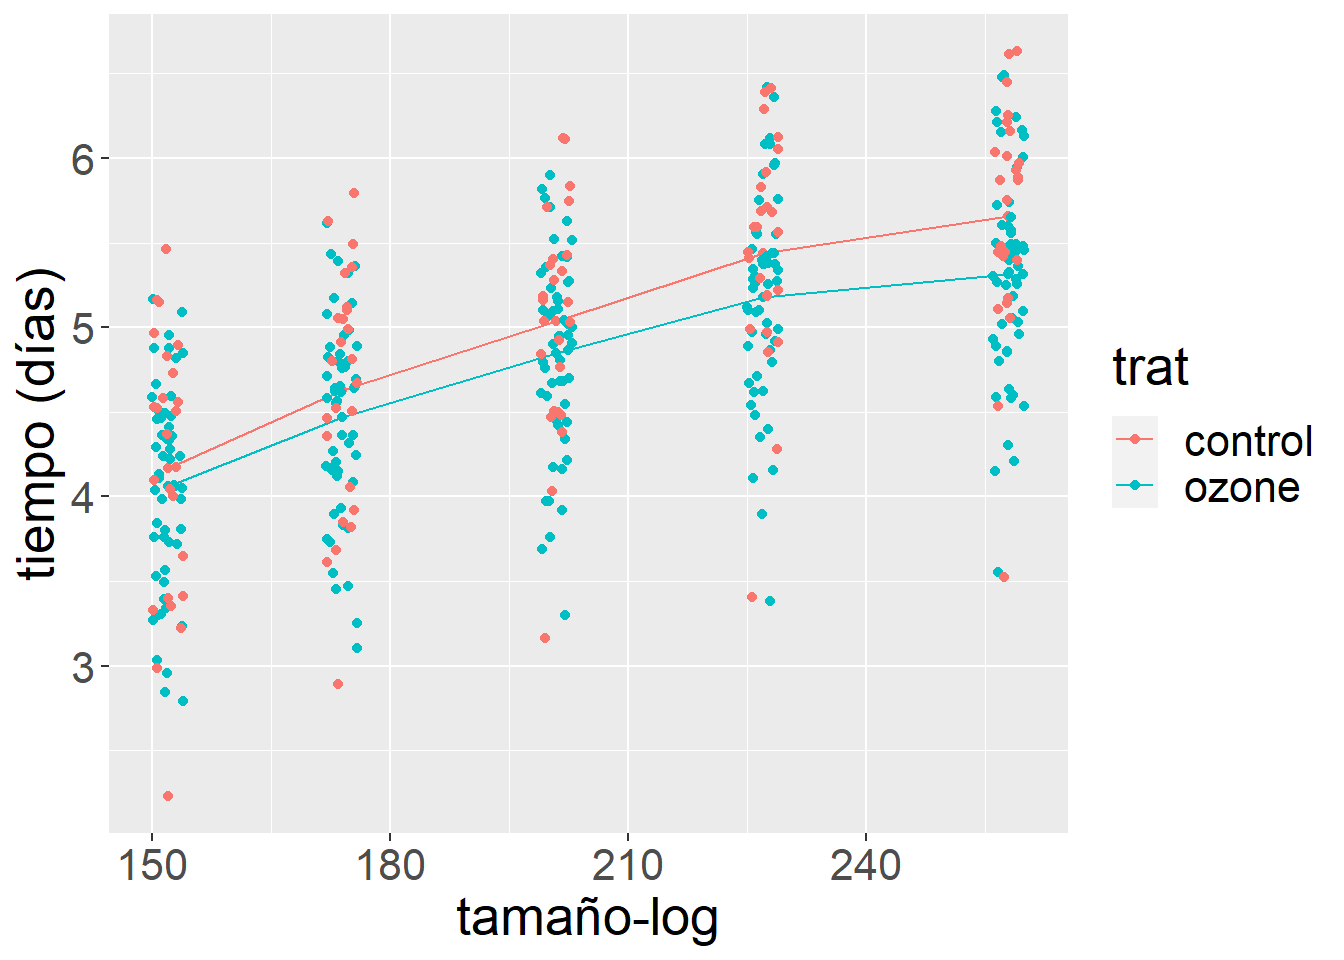 tiempo (días)
6
5
4
3
150 180 210 240
tamaño-log
trat
control
ozone